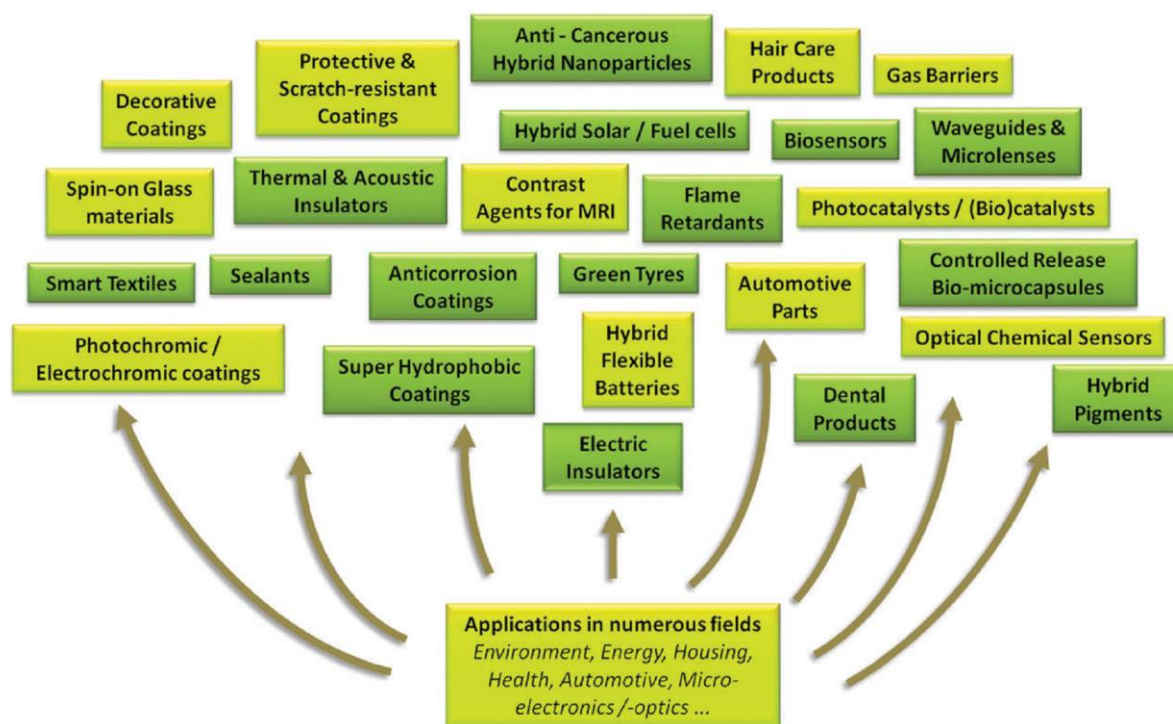 Anti - Cancerous
Hybrid Nanoparticles
Protective &
Scratch-resistant
Coatings
Hair Care
Products
Gas Barriers
Decorative
Coatings
Hybrid Solar / Fuel cells
Biosensors
Waveguides &
Microlenses
Spin-on Glass
materials
Thermal & Acoustic
Insulators
Contrast
Agents for MRI
Flame
Retardants
Photocatalysts / (Bio)catalysts
Smart Textiles
Sealants
Anticorrosion
Coatings
Green Tyres
Automotive
Parts
Controlled Release
Bio-microcapsules
Photochromic /
Electrochromic coatings
Super Hydrophobic
Coatings
Hybrid
Flexible
Batteries
Optical Chemical Sensors
Dental
Products
Hybrid
Pigments
Electric
Insulators
Applications in numerous fields
Environment, Energy, Housing,
Health, Automotive, Micro-
electronics /-optics ...